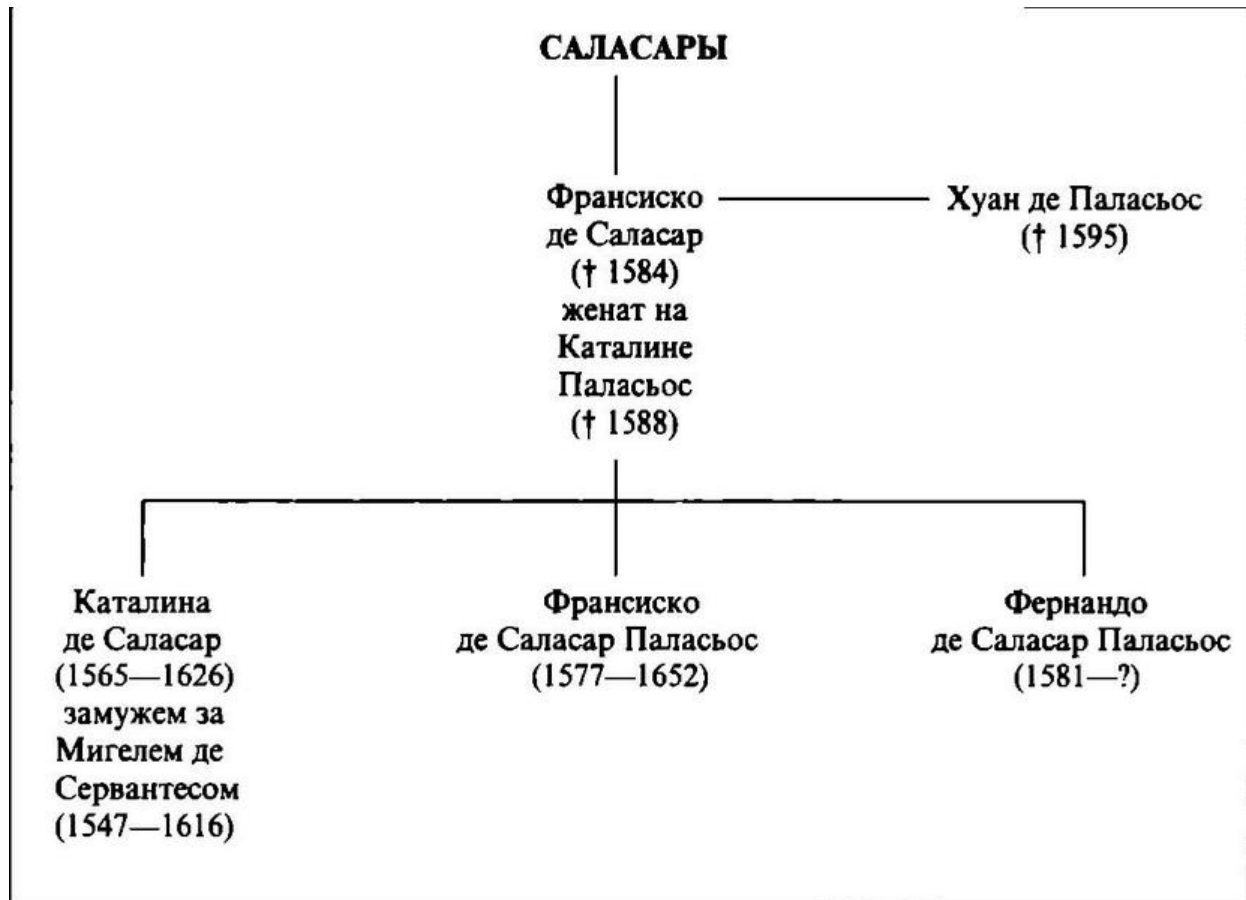 САЛАСАРЫ
Франсиско
де Саласар
(† 1584)
женат на
Каталине
Паласьос
(† 1588)
Хуан де Паласьос
(† 1595)
Каталина
де Саласар
(1565—1626)
замужем за
Мигелем де
Сервантесом
(1547—1616)
Франсиско
де Саласар Паласьос
(1577—1652)
Фернандо
де Саласар Паласьос
(1581—?)